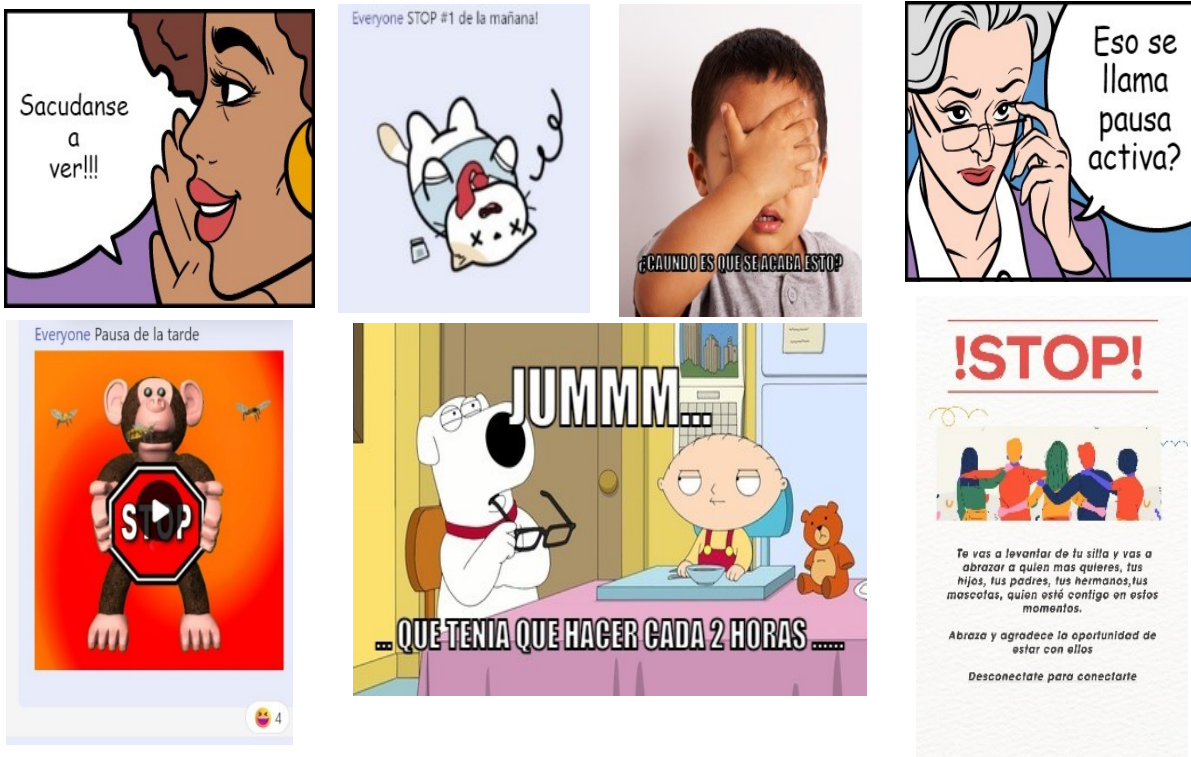 Sacudanse
a
ver!!!
Everyone STOP #1 de la mañana!
¿CAUNDO ES QUE SE ACABA ESTO?
Eso se
llama
pausa
activa?
Everyone Pausa de la tarde
STOP
4
JUMMM...
... QUE TENIA QUE HACER CADA 2 HORAS ......
!STOP!
Te vas a levantar de tu silla y vas a
abrazar a quien mas quieres, tus
hijos, tus padres, tus hermanos,tus
mascotas, quien esté contigo en estos
momentos.
Abraza y agradece la oportunidad de
estar con ellos
Desconectate para conectarte